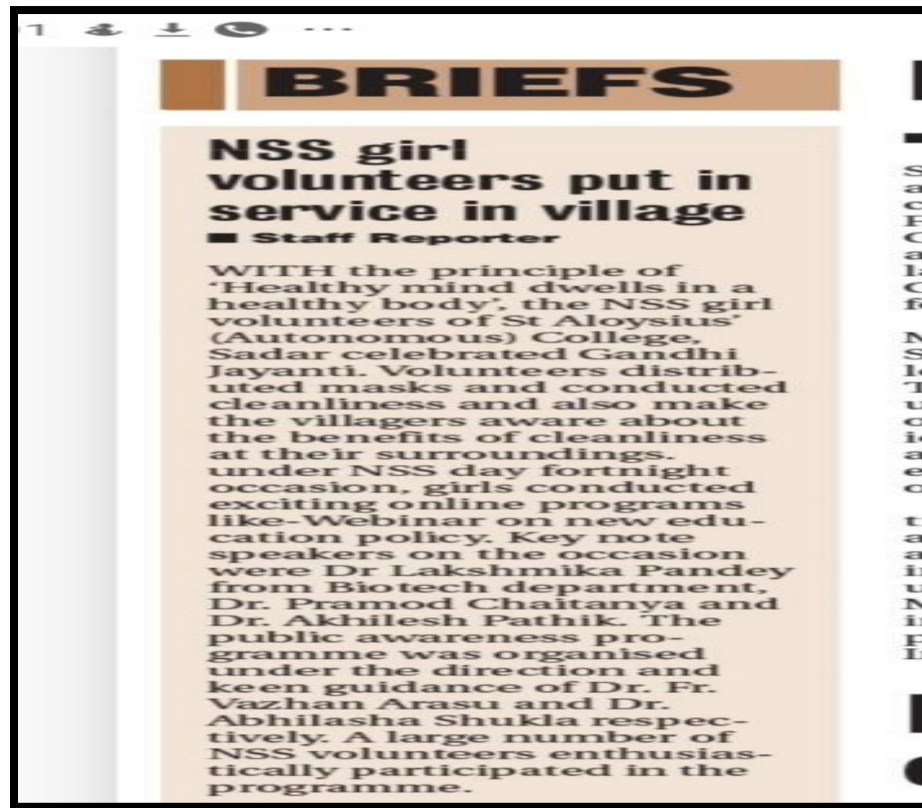 BRIEFS
NSS girl
volunteers put in
service in village
■ Staff Reporter
WITH the principle of
‘Healthy mind dwells in a
healthy body’, the NSS girl
volunteers of St Aloysius’
(Autonomous) College,
Sadar celebrated Gandhi
Jayanti. Volunteers distrib-
uted masks and conducted
cleanliness and also make
the villagers aware about
the benefits of cleanliness
at their surroundings.
under NSS day fortnight
occasion, girls conducted
exciting online programs
like-Webinar on new edu-
cation policy. Key note
speakers on the occasion
were Dr Lakshmika Pandey
from Biotech department,
Dr. Pramod Chaitanya and
Dr. Akhilesh Pathik. The
public awareness pro-
gramme was organised
under the direction and
keen guidance of Dr. Fr.
Vazhan Arasu and Dr.
Abhilasha Shukla respec-
tively. A large number of
NSS volunteers enthusias-
tically participated in the
programme.